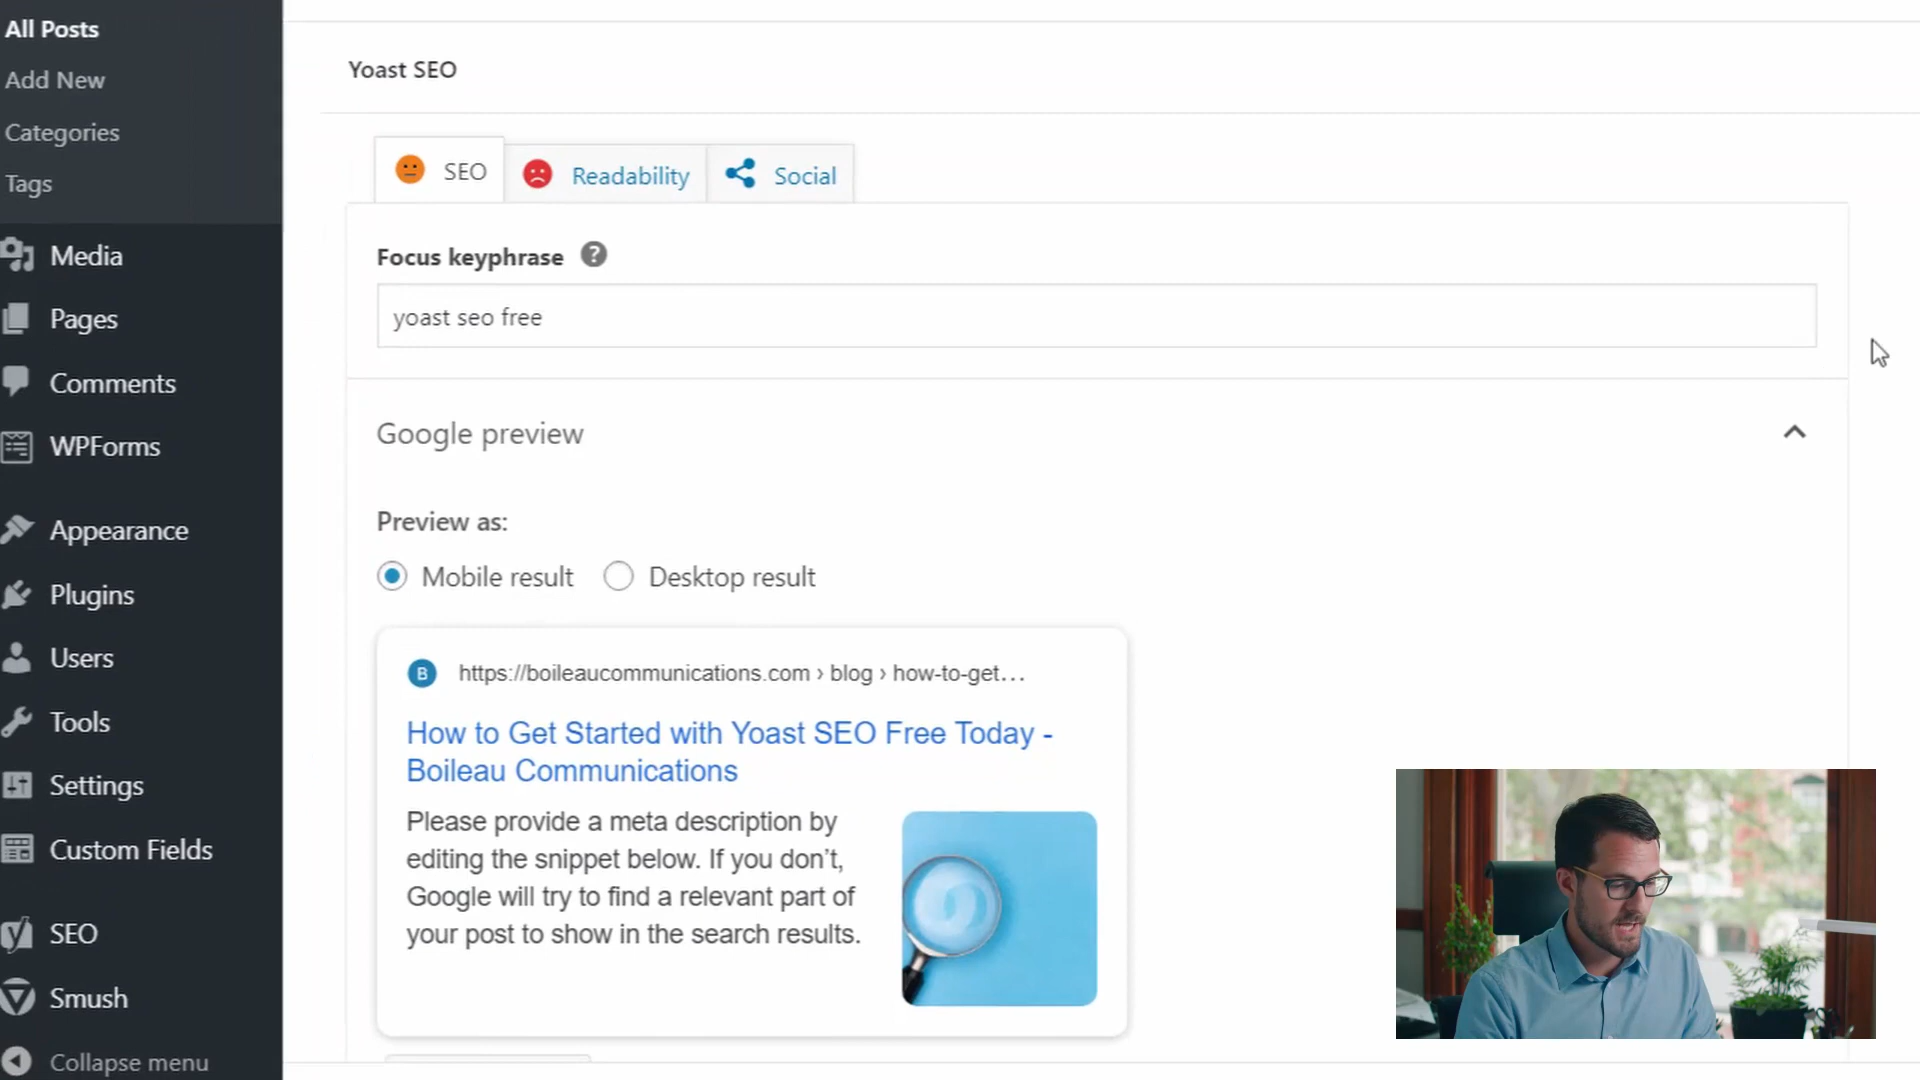 All Posts
Add New
Categories
Tags
Media
Pages
Comments
WPForms
Appearance
Plugins
Users
Tools
Settings
Custom Fields
SEO
Smush
Collapse menu
Yoast SEO
SEO
Readability
Social
Focus keyphrase ?
yoast seo free
Google preview
Preview as:
Mobile result
Desktop result
B
https://boileaucommunications.com › blog › how-to-get…
How to Get Started with Yoast SEO Free Today -
Boileau Communications
Please provide a meta description by
editing the snippet below. If you don’t,
Google will try to find a relevant part of
your post to show in the search results.